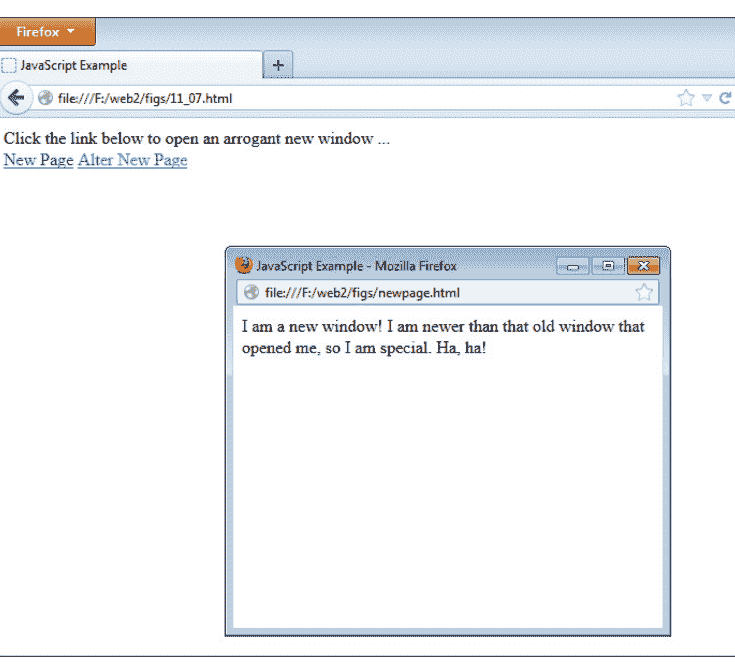 Firefox
JavaScript Example
file:///F:/web2/figs/11_07.html
Click the link below to open an arrogant new window ...
New Page Alter New Page
JavaScript Example - Mozilla Firefox
file:///F:/web2/figs/newpage.html
I am a new window! I am newer than that old window that
opened me, so I am special. Ha, ha!